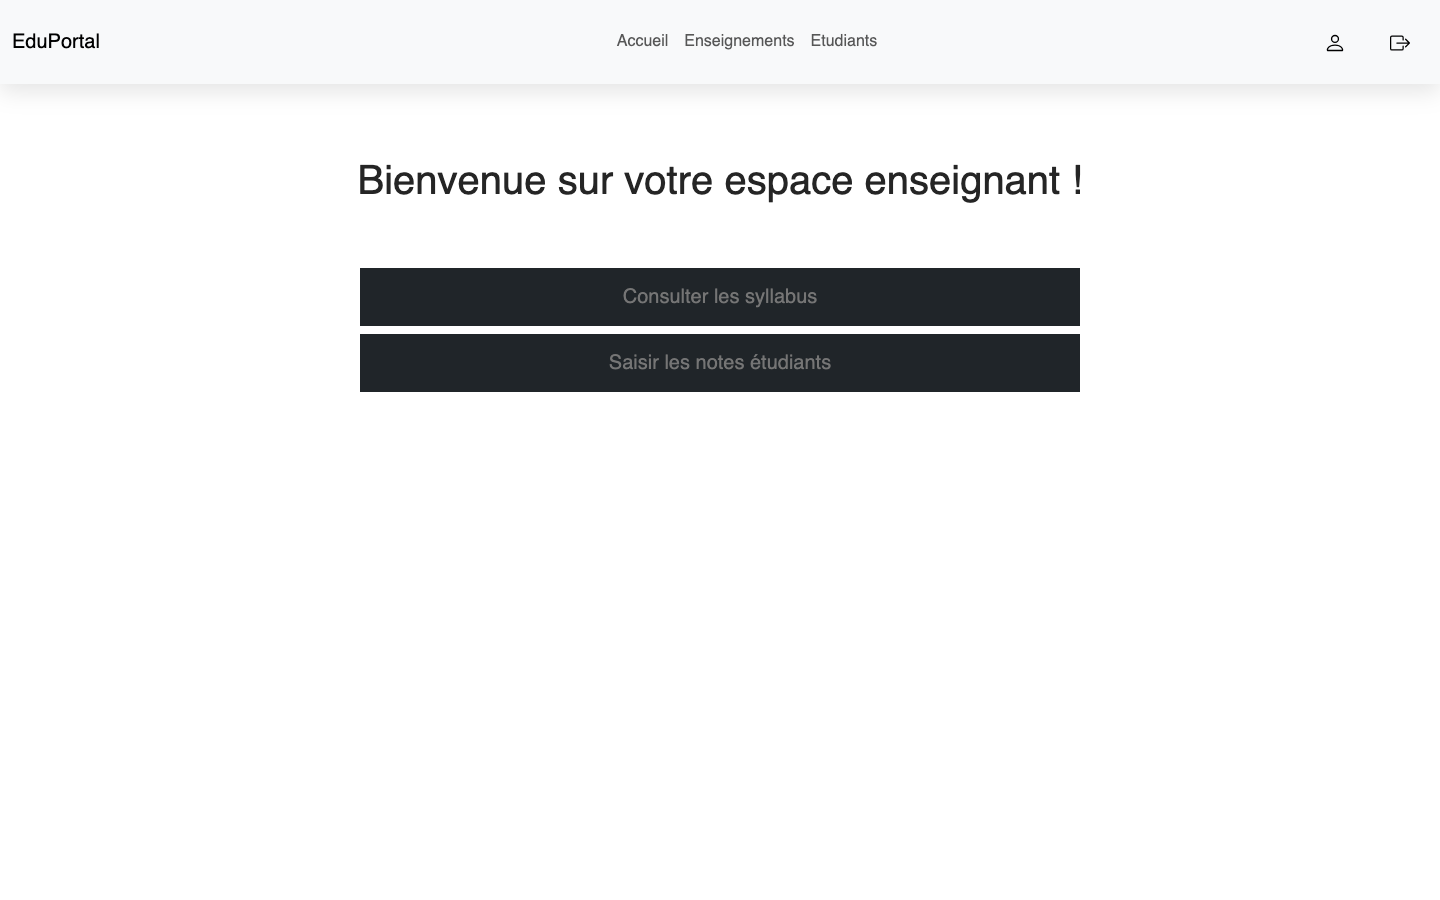 EduPortal
Accueil Enseignements Etudiants
Bienvenue sur votre espace enseignant !
Consulter les syllabus
Saisir les notes étudiants